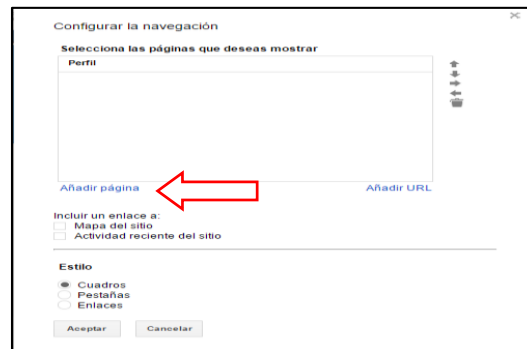 Configurar la navegación
Selecciona las páginas que deseas mostrar
Perfil
Añadir página
Añadir URL
Incluir un enlace a:
Mapa del sitio
Actividad reciente del sitio
Estilo
Cuadros
Pestañas
Enlaces
Aceptar
Cancelar